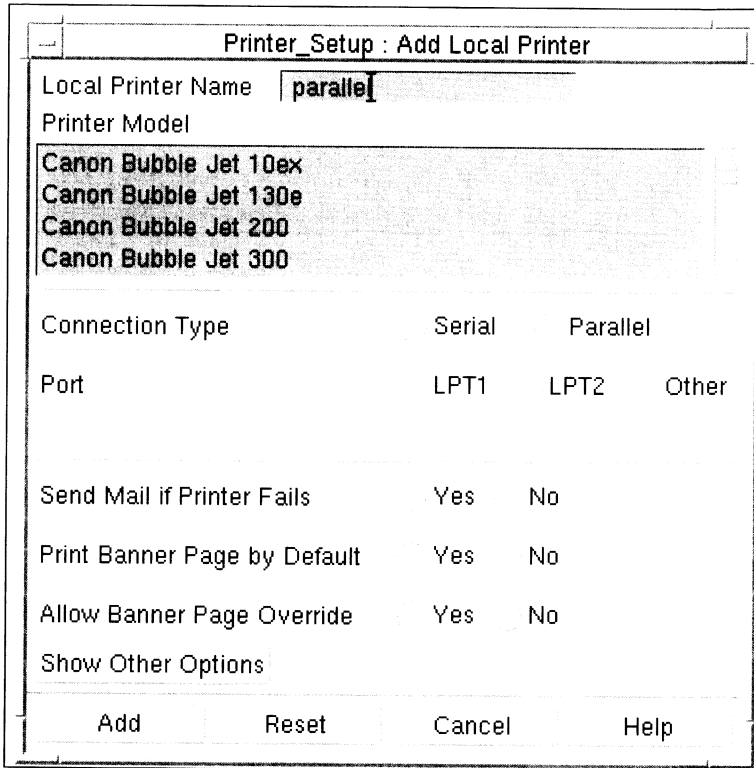 Printer_Setup : Add Local Printer
Local Printer Name parallel
Printer Model
Canon Bubble Jet 10ex
Canon Bubble Jet 130e
Canon Bubble Jet 200
Canon Bubble Jet 300
Connection Type Serial Parallel
Port LPT1 LPT2 Other
Send Mail if Printer Fails Yes No
Print Banner Page by Default Yes No
Allow Banner Page Override Yes No
Show Other Options
Add Reset Cancel Help